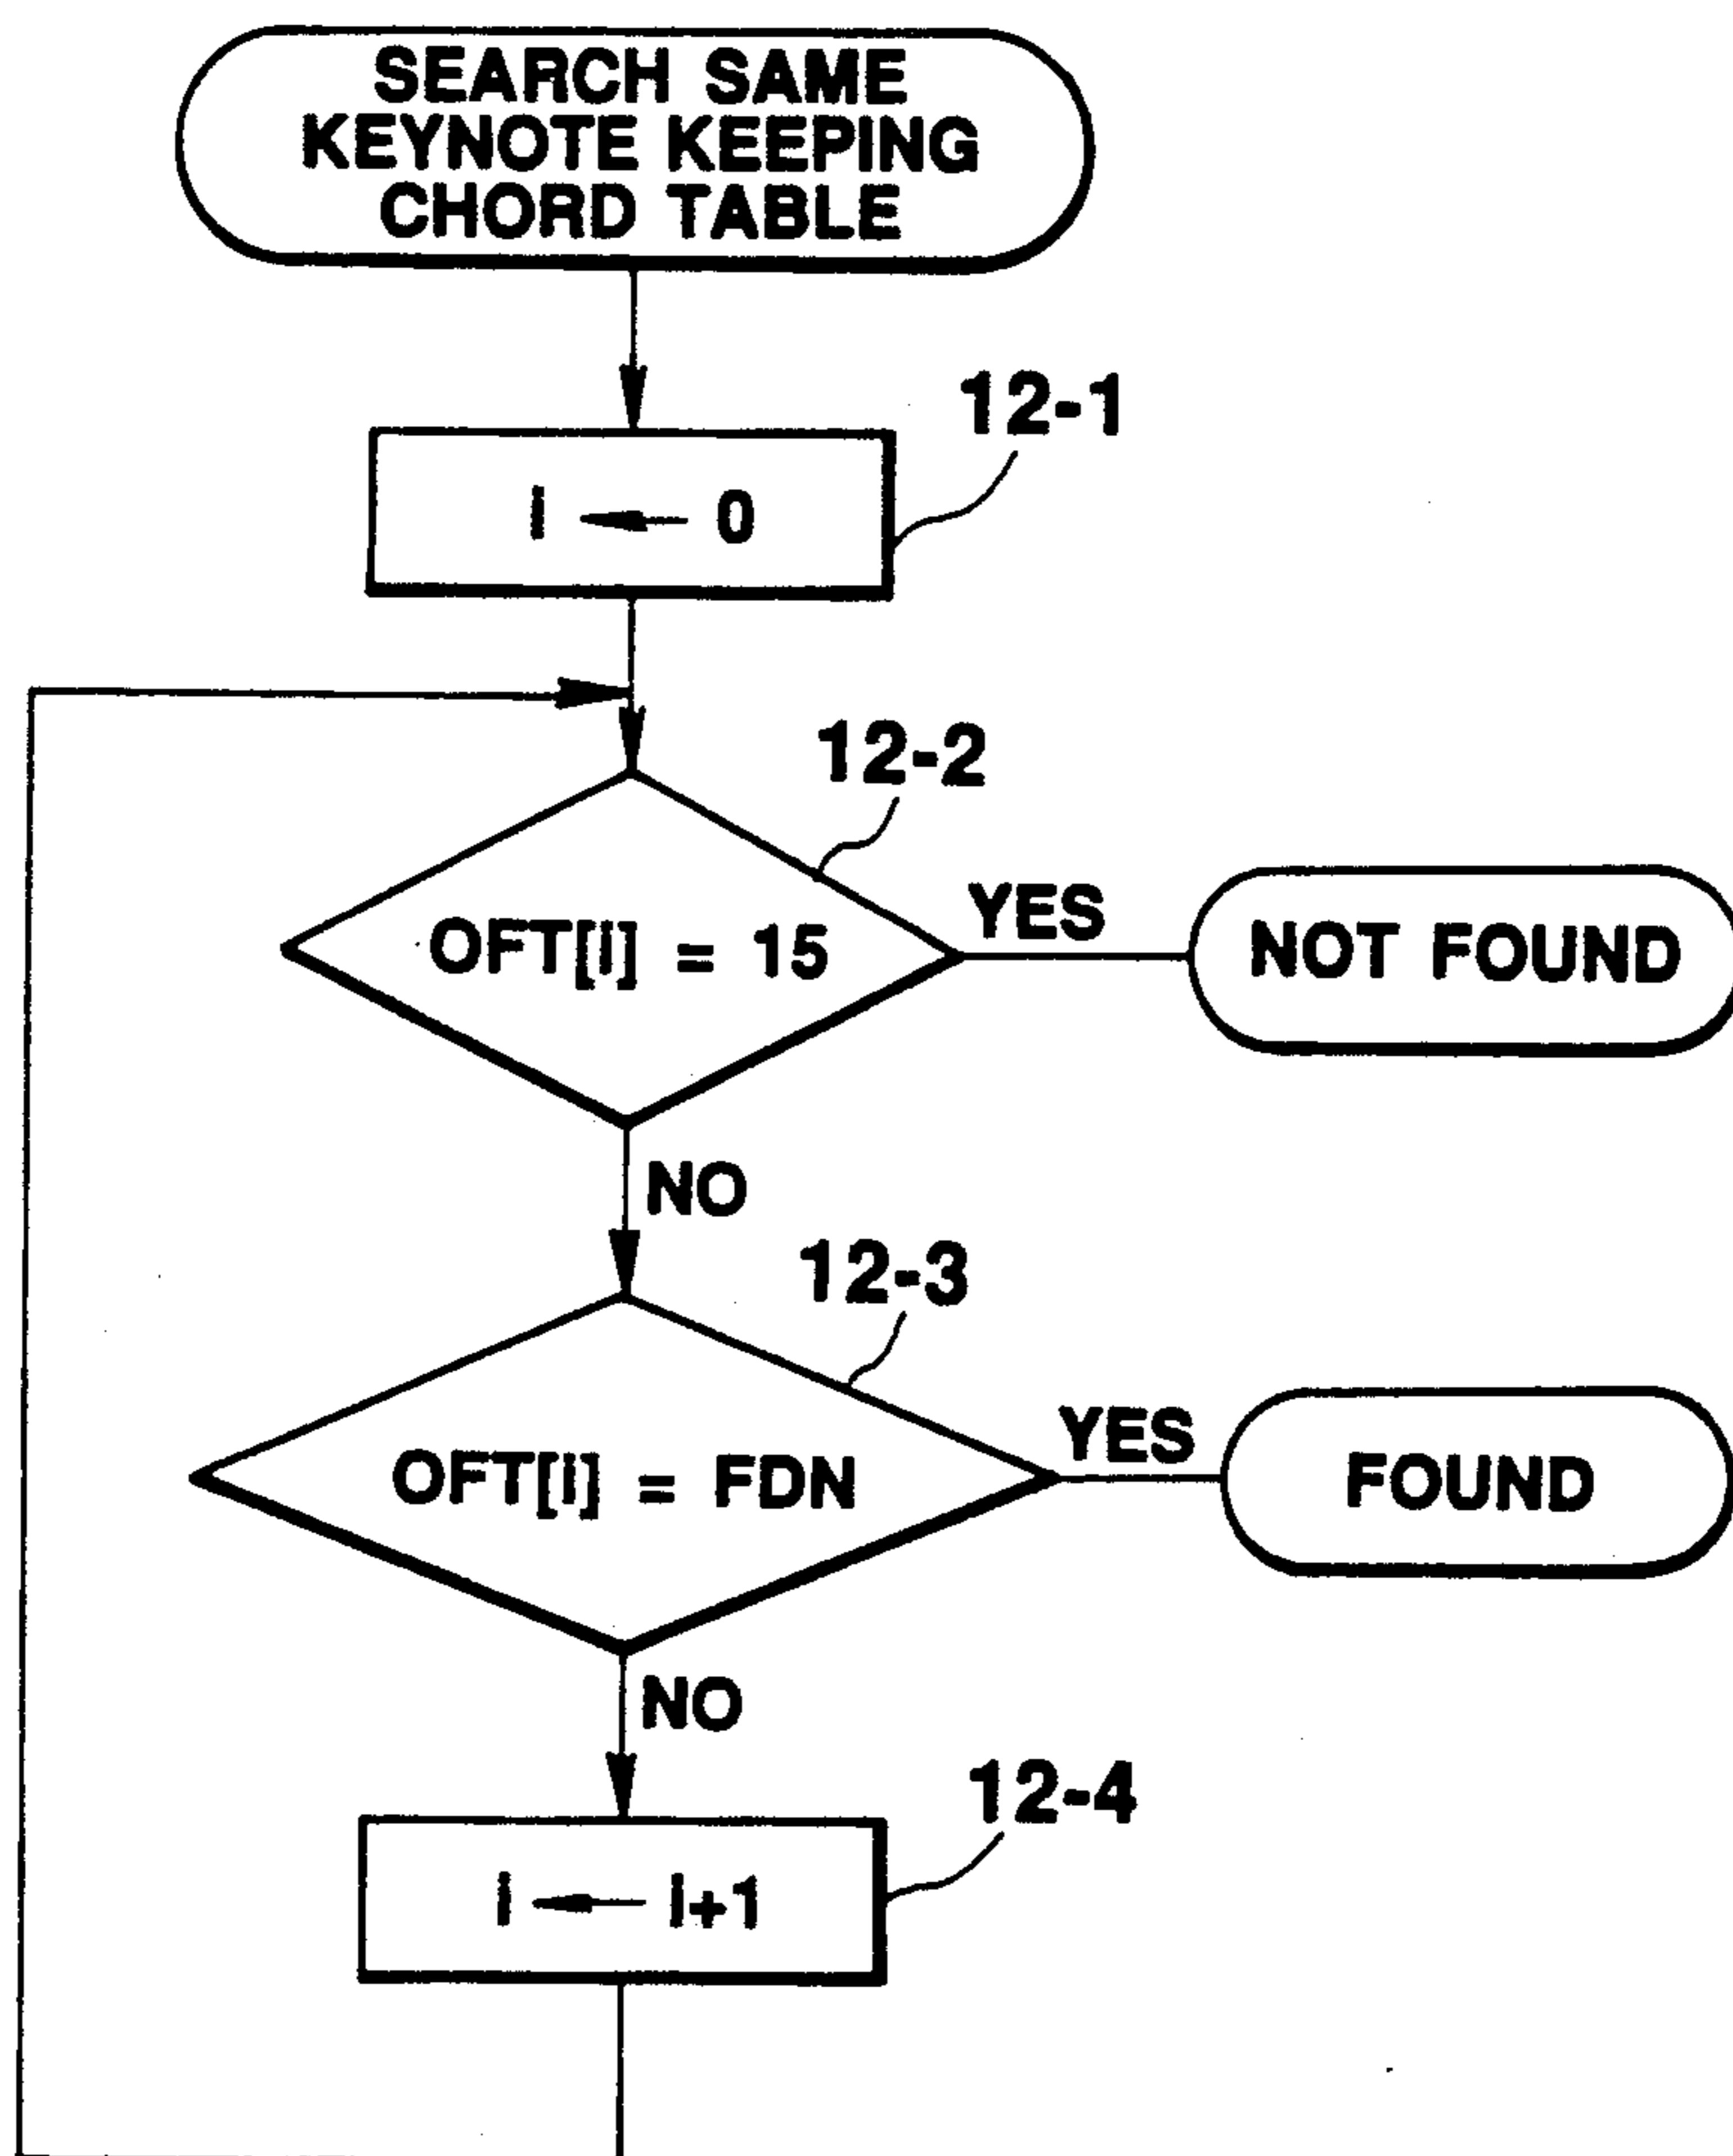 SEARCH SAME
KEYNOTE KEEPING
CHORD TABLE
12-1
I ← 0
12-2
OFT[I] = 15
YES
NOT FOUND
NO
12-3
OFT[I] = FDN
YES
FOUND
NO
12-4
I ← I+1